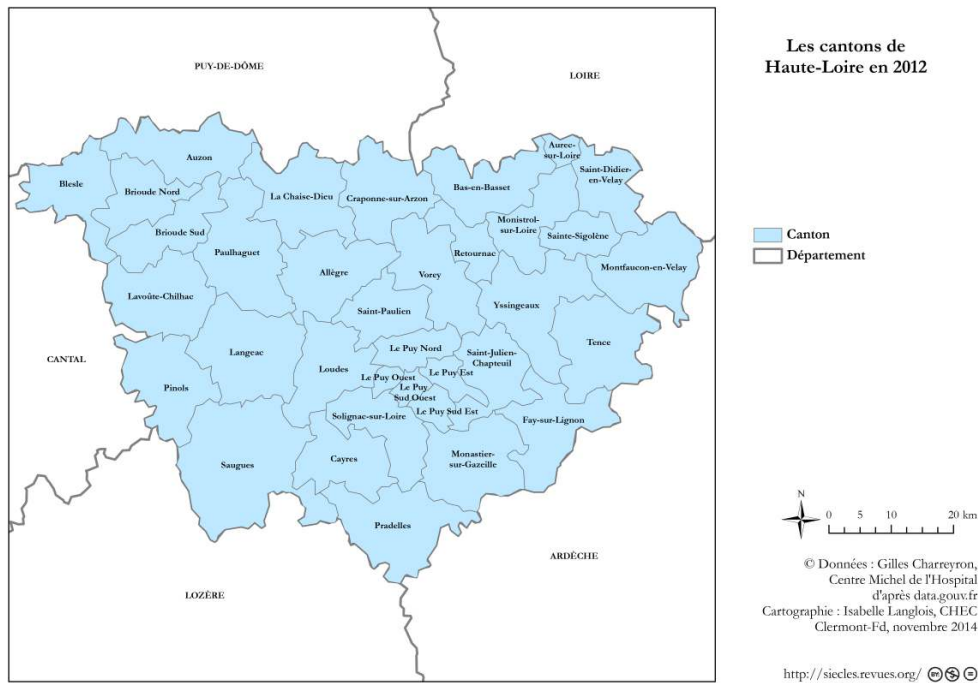 Les cantons de
Haute-Loire en 2012
PUY-DE-DÔME
LOIRE
Auzon
Aurec-
sur-Loire
Saint-Didier-
en-Velay
Blesle
Brioude Nord
La Chaise-Dieu
Craponne-sur-Arzon
Bas-en-Basset
Monistrol-
sur-Loire
Brioude Sud
Sainte-Sigolène
Paulhaguet
Retournac
Allègre
Vorey
Montfaucon-en-Velay
Lavoûte-Chilhac
Yssingeaux
Saint-Paulien
Canton
Département
CANTAL
Langeac
Le Puy Nord
Saint-Julien-
Chapteuil
Tence
Loudes
Le Puy Ouest
Le Puy Est
Pinols
Le Puy
Sud Ouest
Solignac-sur-Loire
Le Puy Sud Est
Fay-sur-Lignon
Saugues
Cayres
Monastier-
sur-Gazeille
Pradelles
LOZÈRE
ARDÈCHE
N
0 5 10 20 km
© Données : Gilles Charreyron,
Centre Michel de l'Hospital
d'après data.gouv.fr
Cartographie : Isabelle Langlois, CHEC
Clermont-Fd, novembre 2014
http://siecles.revues.org/